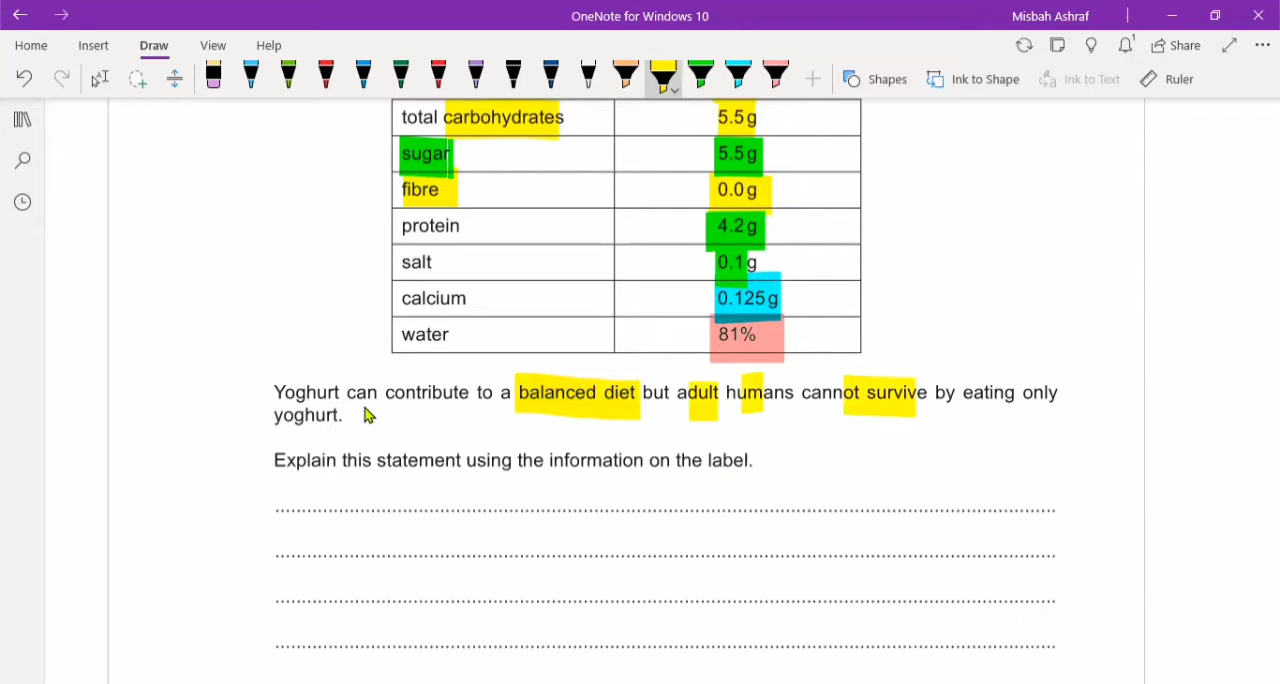 OneNote for Windows 10
Misbah Ashraf
Home Insert Draw View Help
1 Share
Shapes Ink to Shape Ink to Text Ruler
total carbohydrates 5.5 g
sugar 5.5 g
fibre 0.0 g
protein 4.2 g
salt 0.1 g
calcium 0.125 g
water 81%
Yoghurt can contribute to a balanced diet but adult humans cannot survive by eating only
yoghurt.
Explain this statement using the information on the label.